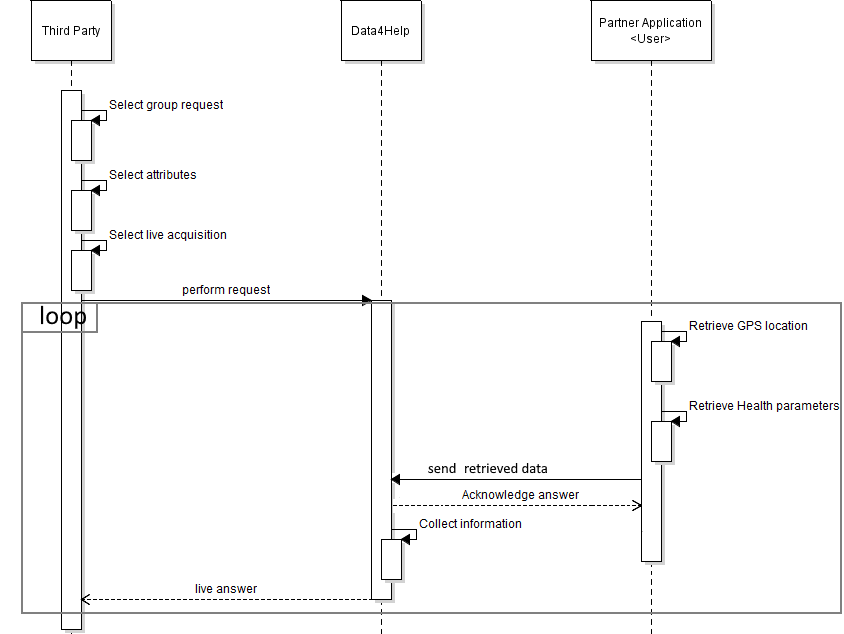 Third Party
Data4Help
Partner Application
<User>
Select group request
Select attributes
Select live acquisition
perform request
loop
Retrieve GPS location
Retrieve Health parameters
send retrieved data
Acknowledge answer
Collect information
live answer